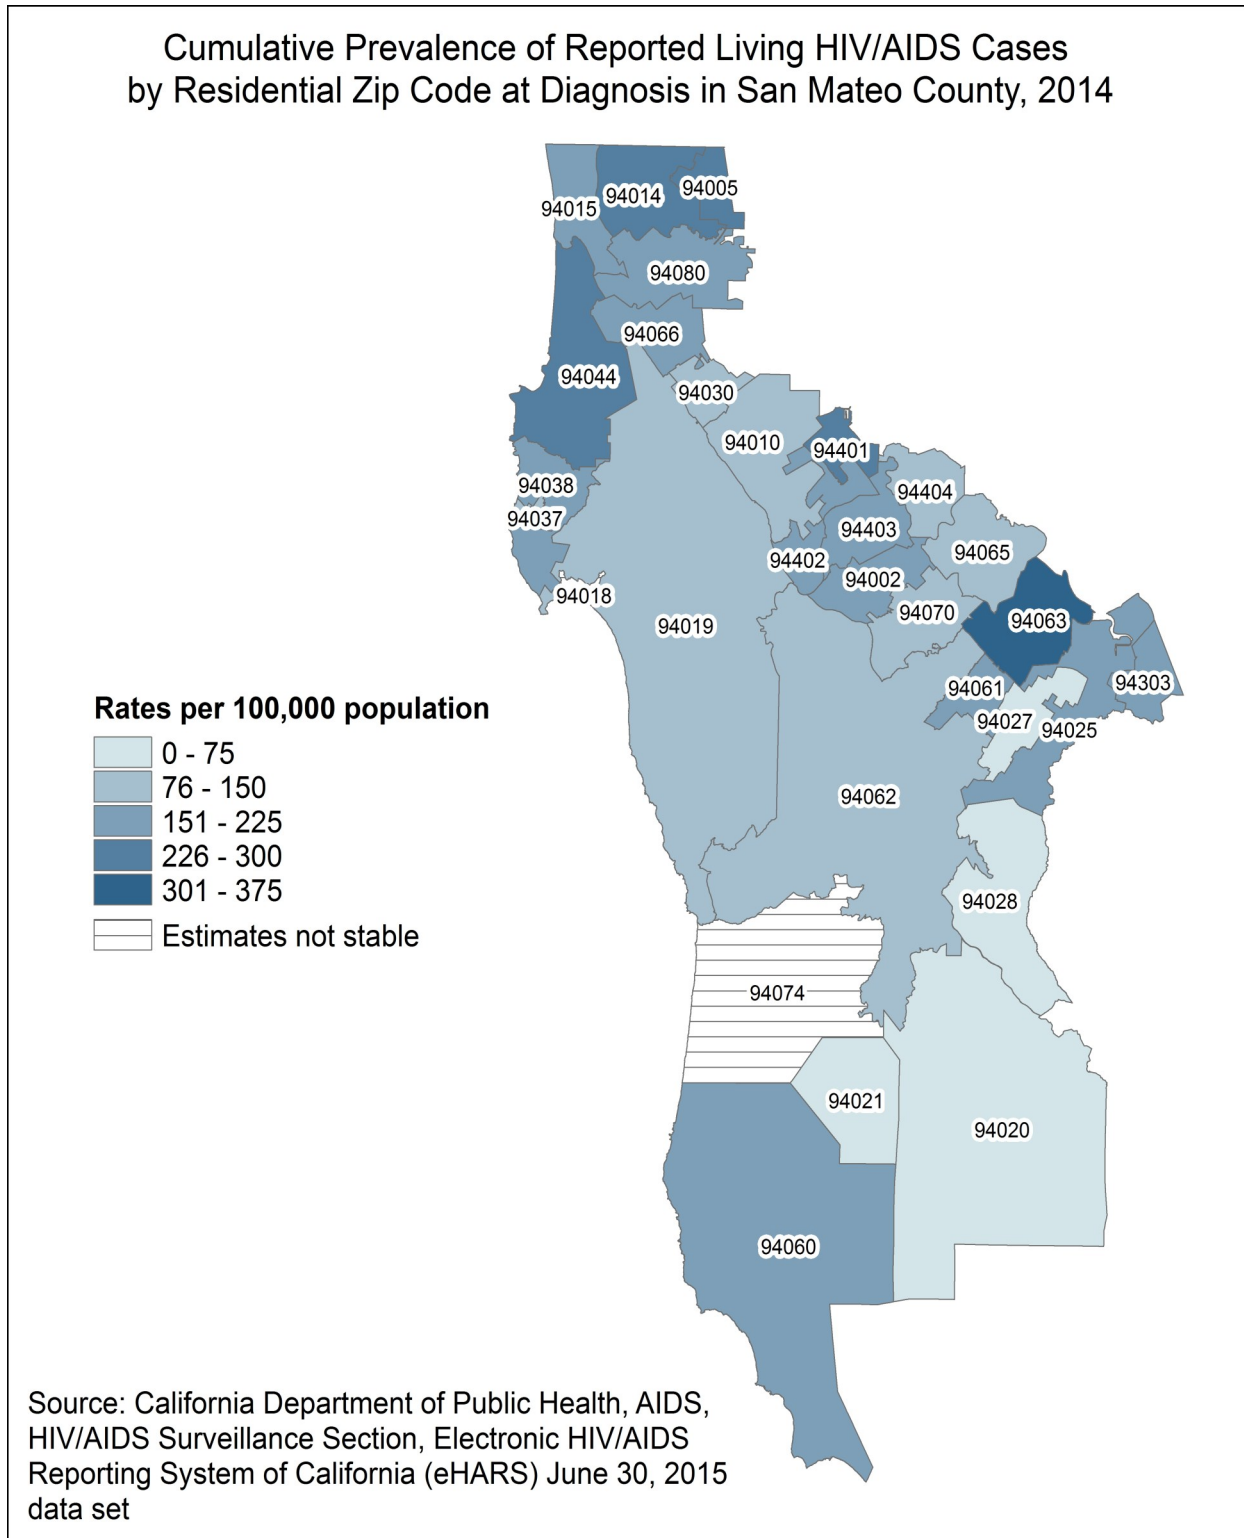 Cumulative Prevalence of Reported Living HIV/AIDS Cases
by Residential Zip Code at Diagnosis in San Mateo County, 2014
94015
94014
94005
94080
94066
94044
94030
94010
94401
94038
94404
94037
94403
94065
94402
94002
94018
94070
94063
94019
94061
94303
94027
94025
94062
94028
94074
94021
94020
94060
Rates per 100,000 population
0 - 75
76 - 150
151 - 225
226 - 300
301 - 375
Estimates not stable
Source: California Department of Public Health, AIDS,
HIV/AIDS Surveillance Section, Electronic HIV/AIDS
Reporting System of California (eHARS) June 30, 2015
data set